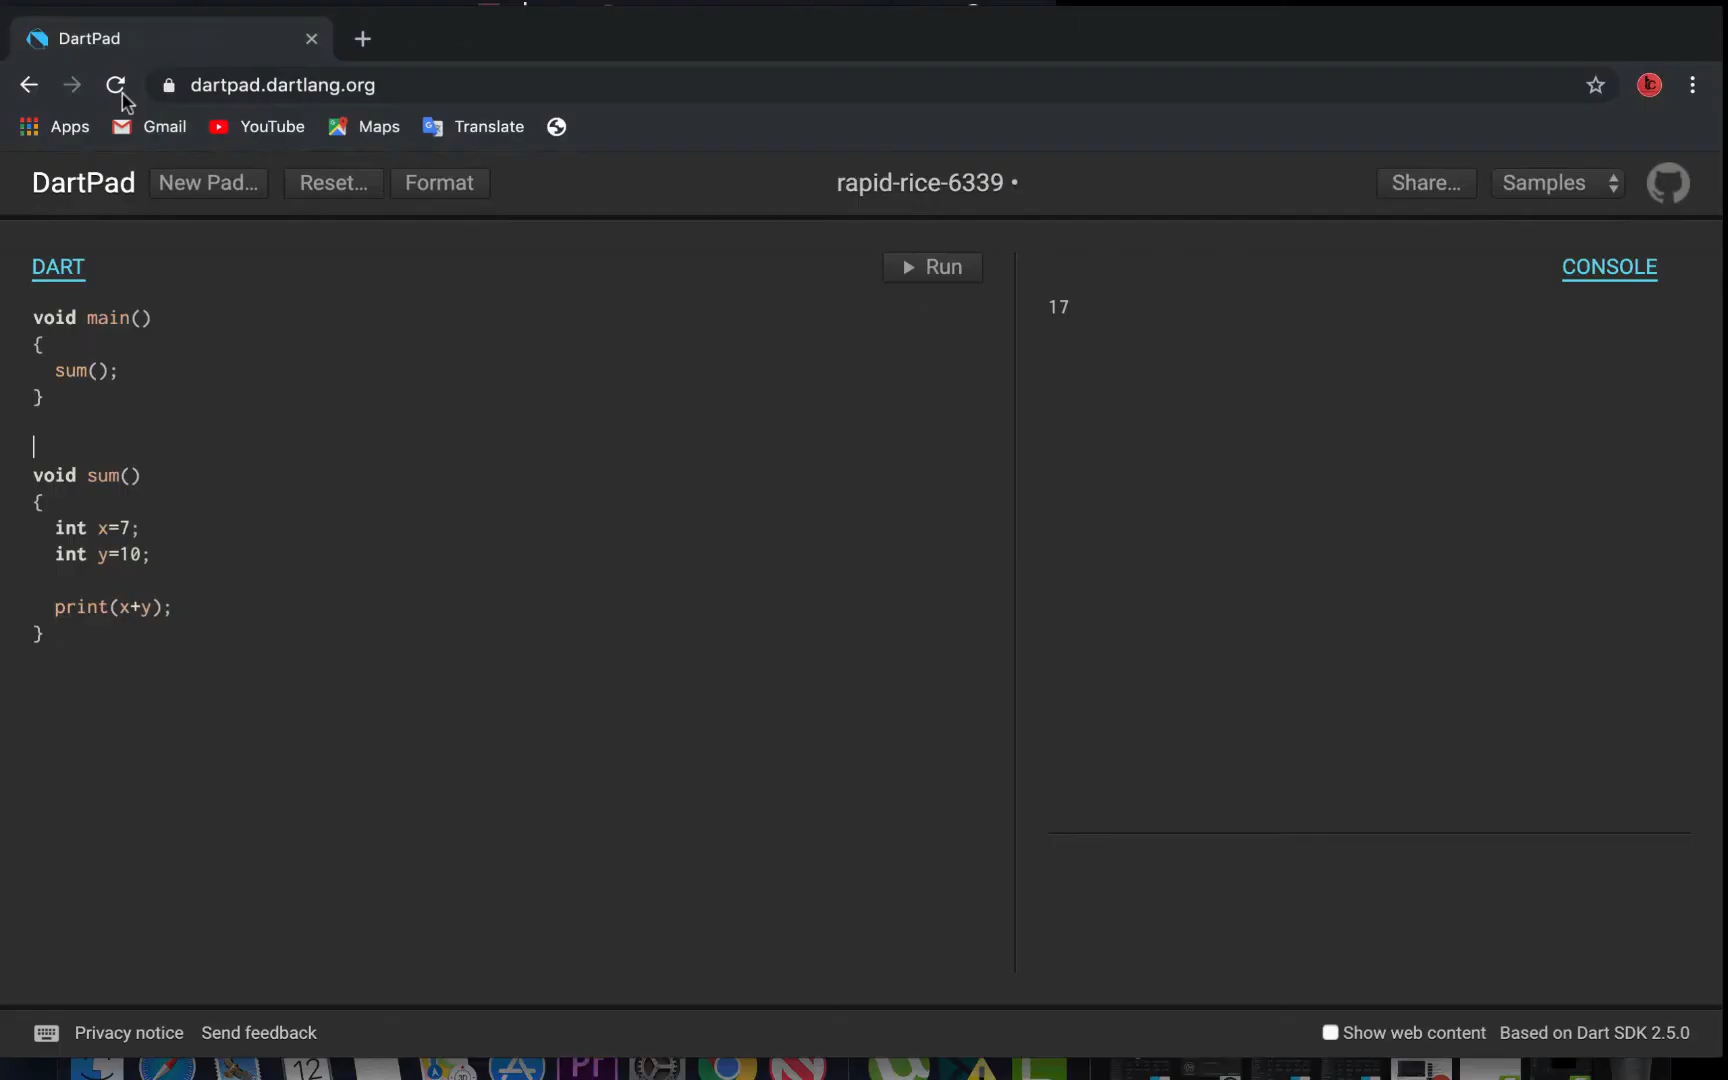 DartPad
dartpad.dartlang.org
Apps Gmail YouTube Maps Translate
DartPad New Pad... Reset... Format rapid-rice-6339 • Share... Samples
DART Run CONSOLE
void main()
{
  sum();
}
void sum()
{
  int x=7;
  int y=10;
  print(x+y);
}
17
Privacy notice Send feedback Show web content Based on Dart SDK 2.5.0
12 Pr